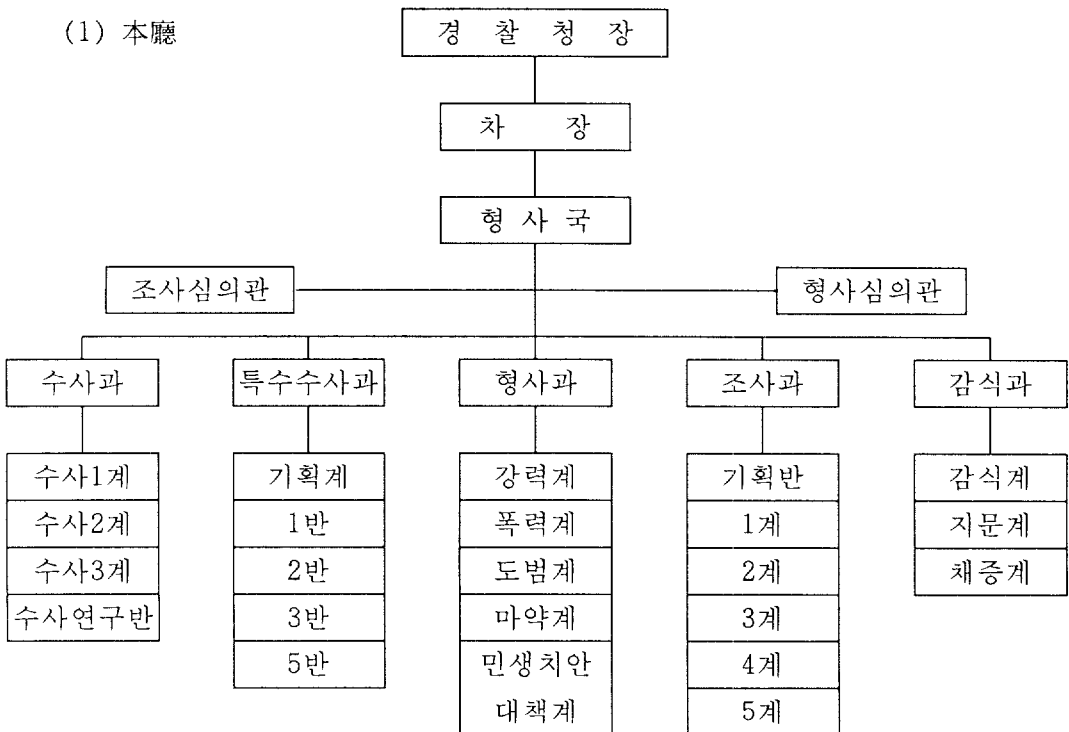 (1) 本廳
경 찰 청 장
차 장
형 사 국
조사심의관 형사심의관
수사과 특수수사과 형사과 조사과 감식과
수사1계 기획계 강력계 기획반 감식계
수사2계 1반 폭력계 1계 지문계
수사3계 2반 도범계 2계 채증계
수사연구반 3반 마약계 3계
5반 민생치안 4계
대책계 5계